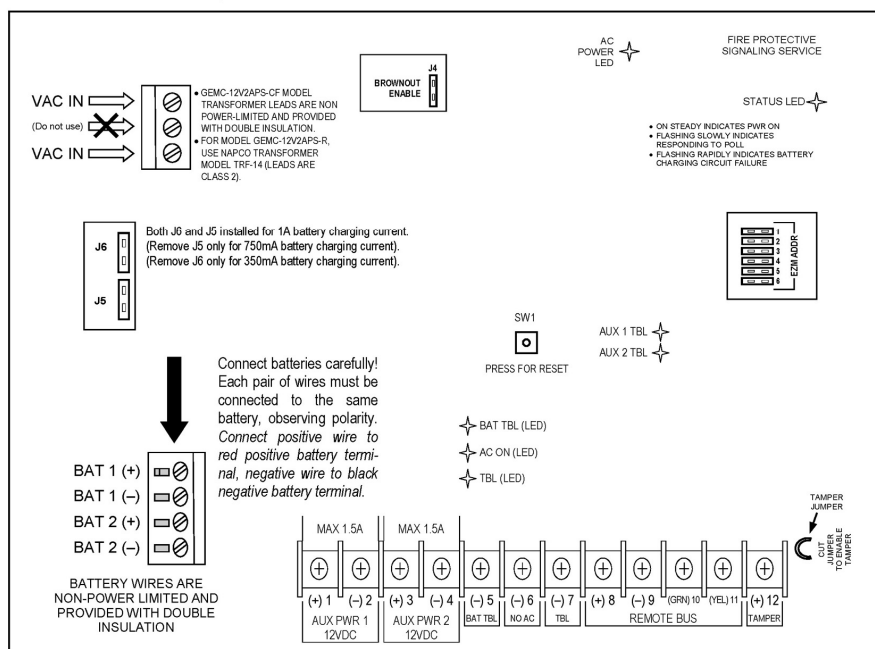 VAC IN
(Do not use)
VAC IN
• GEMC-12V2APS-CF MODEL
TRANSFORMER LEADS ARE NON
POWER-LIMITED AND PROVIDED
WITH DOUBLE INSULATION.
• FOR MODEL GEMC-12V2APS-R,
USE NAPCO TRANSFORMER
MODEL TRF-14 (LEADS ARE
CLASS 2).
J4
BROWNOUT
ENABLE
AC
POWER
LED
FIRE PROTECTIVE
SIGNALING SERVICE
STATUS LED
• ON STEADY INDICATES PWR ON
• FLASHING SLOWLY INDICATES
RESPONDING TO POLL
• FLASHING RAPIDLY INDICATES BATTERY
CHARGING CIRCUIT FAILURE
J6
J5
Both J6 and J5 installed for 1A battery charging current.
(Remove J5 only for 750mA battery charging current).
(Remove J6 only for 350mA battery charging current).
1
2
3
4
5
6
EZM ADDR
SW1
PRESS FOR RESET
AUX 1 TBL
AUX 2 TBL
Connect batteries carefully!
Each pair of wires must be
connected to the same
battery, observing polarity.
Connect positive wire to
red positive battery termi-
nal, negative wire to black
negative battery terminal.
BAT TBL (LED)
AC ON (LED)
TBL (LED)
BAT 1 (+)
BAT 1 (–)
BAT 2 (+)
BAT 2 (–)
BATTERY WIRES ARE
NON-POWER LIMITED AND
PROVIDED WITH DOUBLE
INSULATION
TAMPER
JUMPER
CUT
JUMPER
TO ENABLE
TAMPER
MAX 1.5A
MAX 1.5A
(+) 1
(–) 2
(+) 3
(–) 4
(–) 5
(–) 6
(–) 7
(+) 8
(–) 9
(GRN) 10
(YEL) 11
(+) 12
AUX PWR 1
12VDC
AUX PWR 2
12VDC
BAT TBL
NO AC
TBL
REMOTE BUS
TAMPER